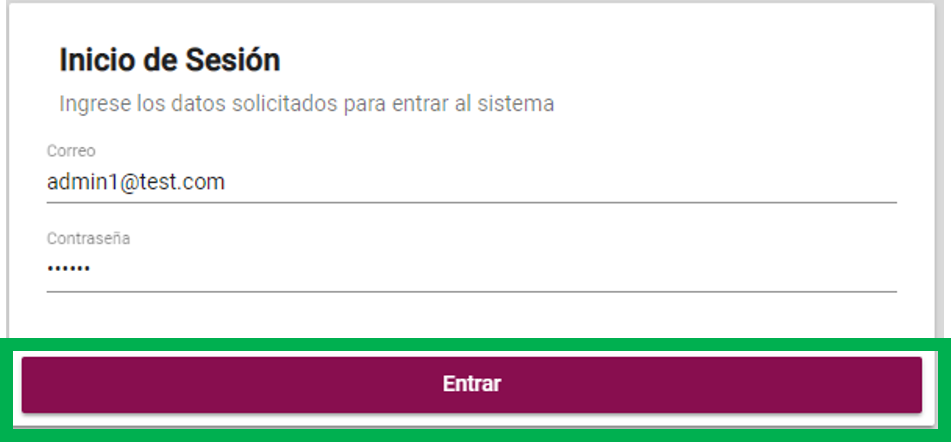 Inicio de Sesión
Ingrese los datos solicitados para entrar al sistema
Correo
admin1@test.com
Contraseña
••••••
Entrar